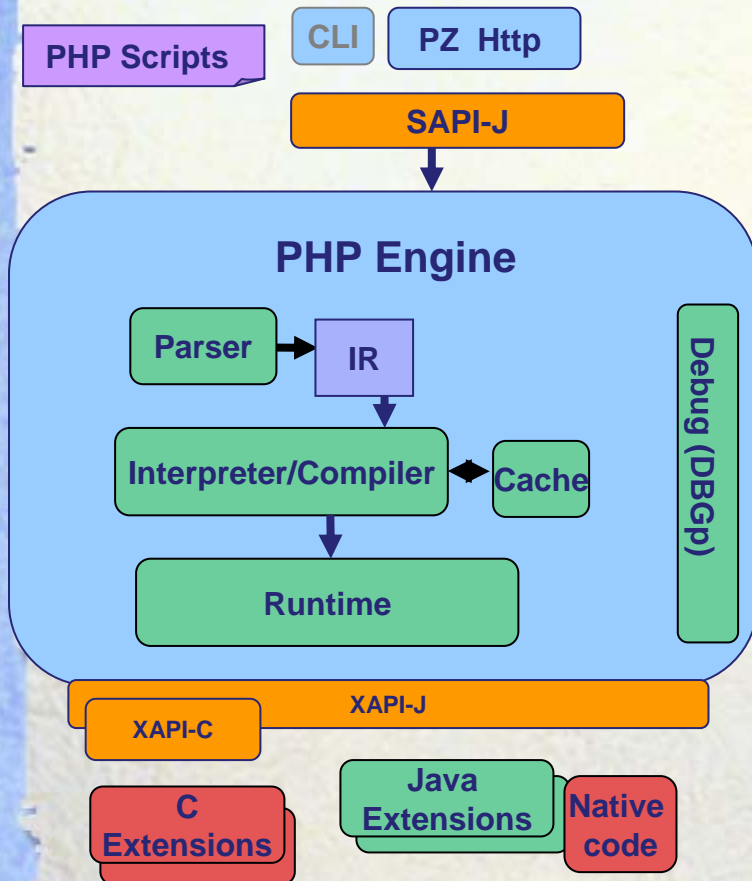 PHP Scripts
CLI
PZ Http
SAPI-J
PHP Engine
Parser
IR
Debug (DBGp)
Interpreter/Compiler
Cache
Runtime
XAPI-J
XAPI-C
C
Extensions
Java
Extensions
Native
code